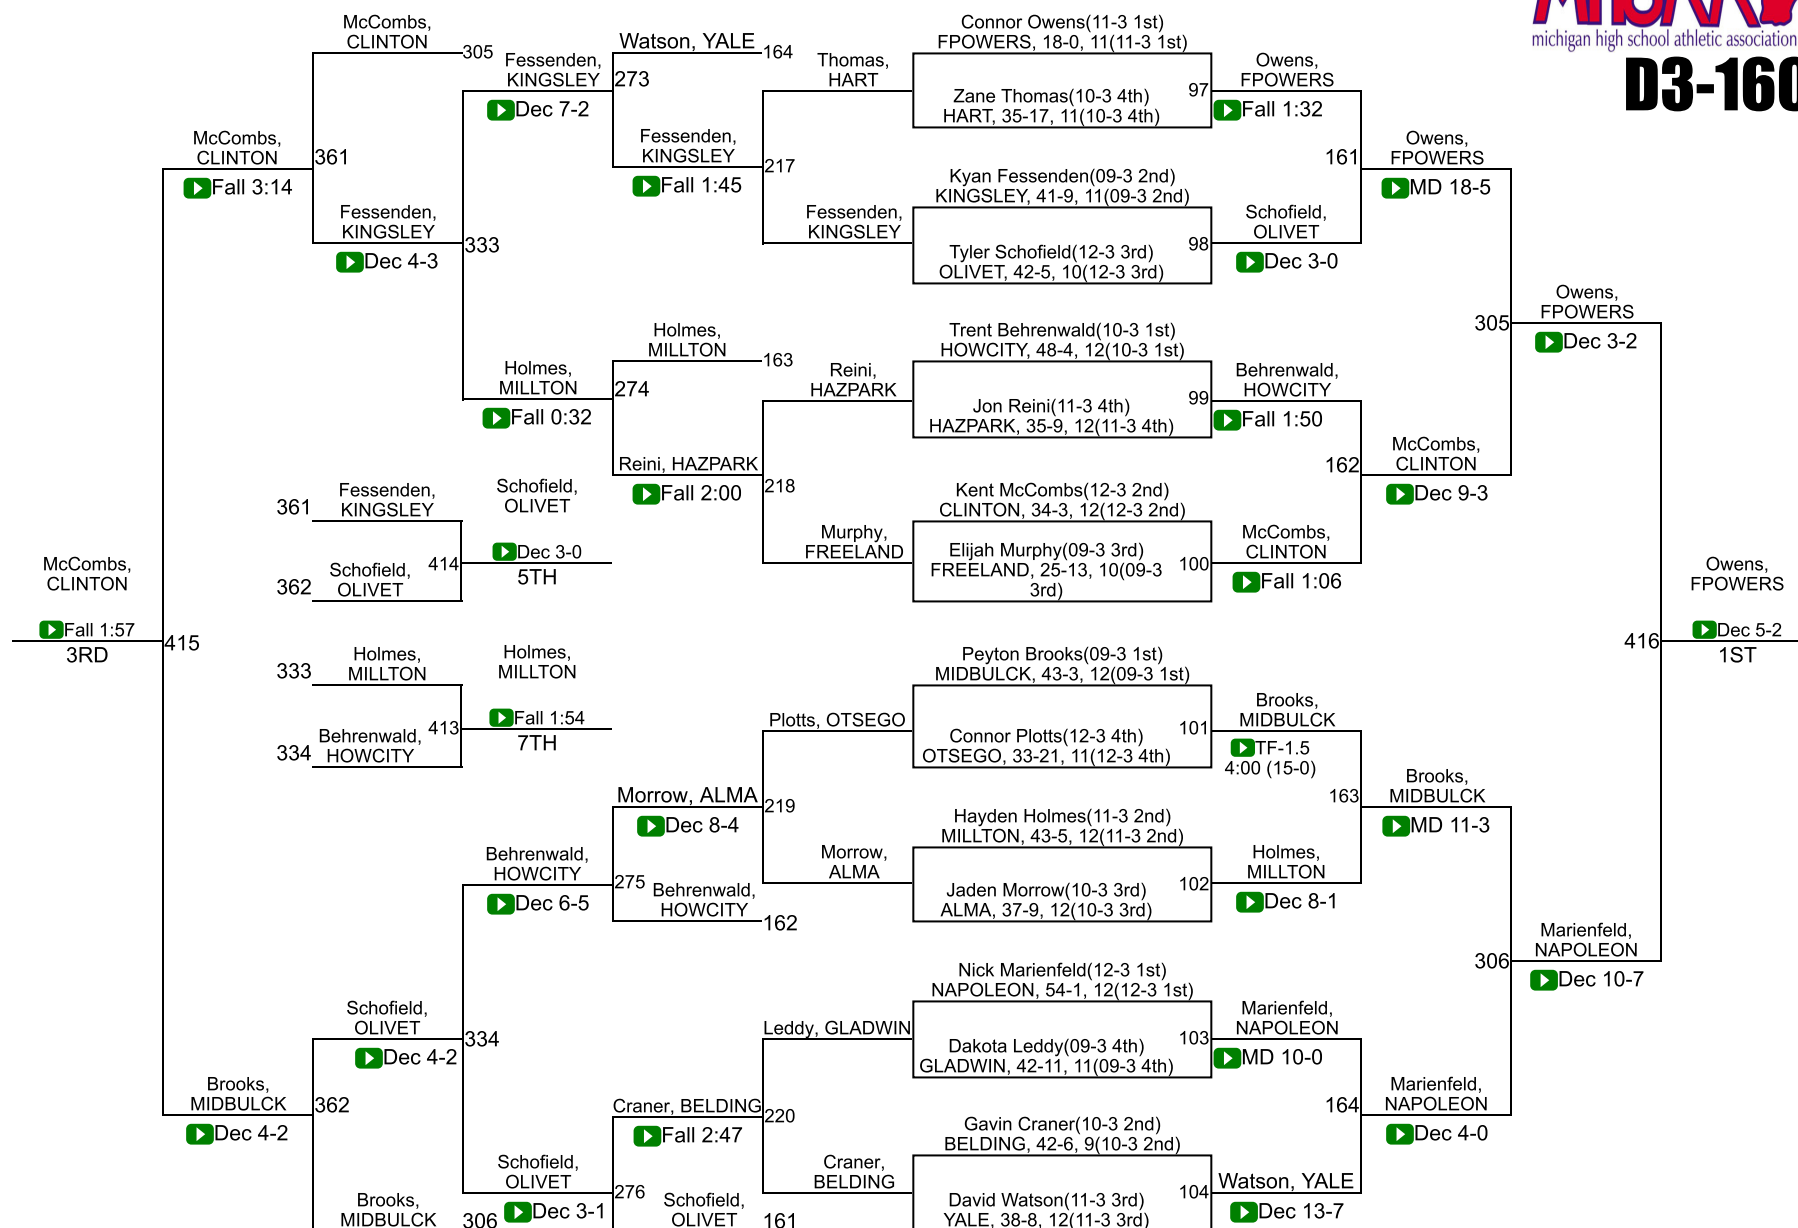 MHSAA
michigan high school athletic association
D3-160
McCombs,
CLINTON
305
Fessenden,
KINGSLEY
Dec 7-2
273
Watson, YALE
164
Thomas,
HART
Connor Owens(11-3 1st)
FPOWERS, 18-0, 11(11-3 1st)
Zane Thomas(10-3 4th)
HART, 35-17, 11(10-3 4th)
97
Owens,
FPOWERS
Fall 1:32
McCombs,
CLINTON
Fall 3:14
361
Fessenden,
KINGSLEY
Fall 1:45
217
161
Owens,
FPOWERS
MD 18-5
Fessenden,
KINGSLEY
Dec 4-3
333
Fessenden,
KINGSLEY
Kyan Fessenden(09-3 2nd)
KINGSLEY, 41-9, 11(09-3 2nd)
Tyler Schofield(12-3 3rd)
OLIVET, 42-5, 10(12-3 3rd)
98
Schofield,
OLIVET
Dec 3-0
Owens,
FPOWERS
Dec 3-2
305
Holmes,
MILLTON
163
Trent Behrenwald(10-3 1st)
HOWCITY, 48-4, 12(10-3 1st)
Holmes,
MILLTON
Fall 0:32
274
Reini,
HAZPARK
Jon Reini(11-3 4th)
HAZPARK, 35-9, 12(11-3 4th)
99
Behrenwald,
HOWCITY
Fall 1:50
Reini, HAZPARK
Fall 2:00
218
162
McCombs,
CLINTON
Dec 9-3
361
Fessenden,
KINGSLEY
Schofield,
OLIVET
Kent McCombs(12-3 2nd)
CLINTON, 34-3, 12(12-3 2nd)
Murphy,
FREELAND
Elijah Murphy(09-3 3rd)
FREELAND, 25-13, 10(09-3
3rd)
100
McCombs,
CLINTON
Fall 1:06
414
Dec 3-0
5TH
362
Schofield,
OLIVET
McCombs,
CLINTON
Fall 1:57
3RD
415
Owens,
FPOWERS
416
Dec 5-2
1ST
333
Holmes,
MILLTON
Holmes,
MILLTON
413
Fall 1:54
7TH
334
Behrenwald,
HOWCITY
Peyton Brooks(09-3 1st)
MIDBULCK, 43-3, 12(09-3 1st)
Plotts, OTSEGO
Connor Plotts(12-3 4th)
OTSEGO, 33-21, 11(12-3 4th)
101
Brooks,
MIDBULCK
TF-1.5
4:00 (15-0)
Morrow, ALMA
Dec 8-4
219
163
Brooks,
MIDBULCK
MD 11-3
Hayden Holmes(11-3 2nd)
MILLTON, 43-5, 12(11-3 2nd)
Behrenwald,
HOWCITY
Dec 6-5
275
Behrenwald,
HOWCITY
162
Morrow,
ALMA
Jaden Morrow(10-3 3rd)
ALMA, 37-9, 12(10-3 3rd)
102
Holmes,
MILLTON
Dec 8-1
306
Marienfeld,
NAPOLEON
Dec 10-7
Nick Marienfeld(12-3 1st)
NAPOLEON, 54-1, 12(12-3 1st)
Schofield,
OLIVET
Dec 4-2
334
Leddy, GLADWIN
Dakota Leddy(09-3 4th)
GLADWIN, 42-11, 11(09-3 4th)
103
Marienfeld,
NAPOLEON
MD 10-0
Brooks,
MIDBULCK
Dec 4-2
362
Craner, BELDING
Fall 2:47
220
164
Marienfeld,
NAPOLEON
Dec 4-0
Gavin Craner(10-3 2nd)
BELDING, 42-6, 9(10-3 2nd)
Schofield,
OLIVET
Dec 3-1
276
Craner,
BELDING
David Watson(11-3 3rd)
YALE, 38-8, 12(11-3 3rd)
104
Watson, YALE
Dec 13-7
Brooks,
MIDBULCK
306
Schofield,
OLIVET
161